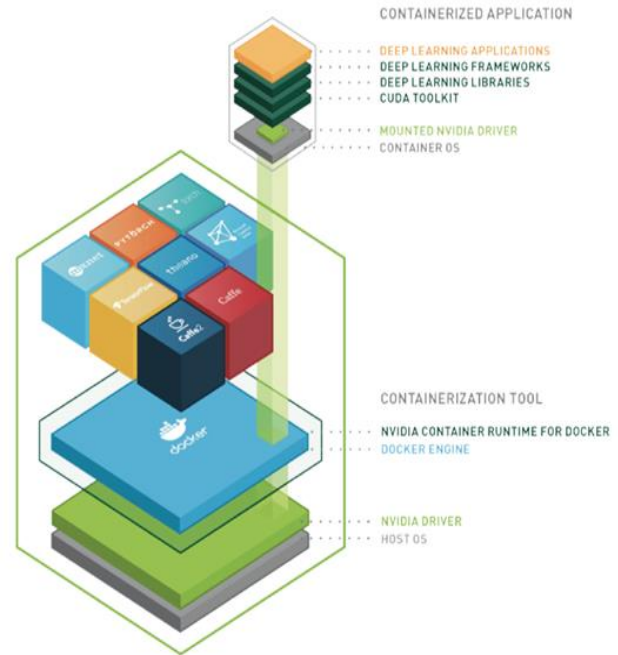 CONTAINERIZED APPLICATION
DEEP LEARNING APPLICATIONS
DEEP LEARNING FRAMEWORKS
DEEP LEARNING LIBRARIES
CUDA TOOLKIT
MOUNTED NVIDIA DRIVER
CONTAINER OS
torch
PYTORCH
mxnet
theano
TensorFlow
Caffe
Caffe2
docker
CONTAINERIZATION TOOL
NVIDIA CONTAINER RUNTIME FOR DOCKER
DOCKER ENGINE
NVIDIA DRIVER
HOST OS